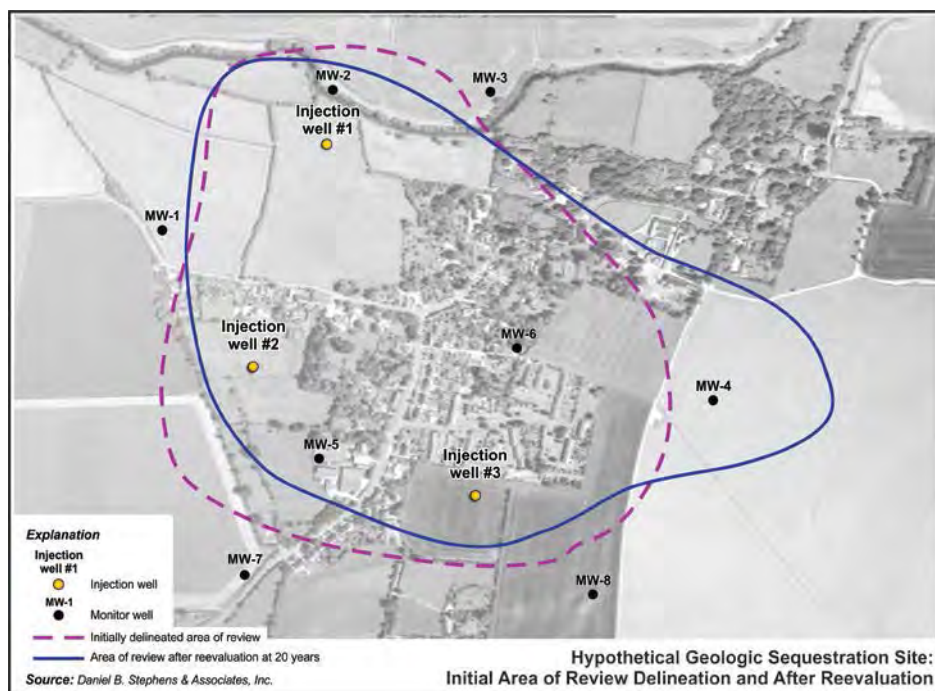 MW-2
MW-3
Injection
well #1
MW-1
Injection
well #2
MW-6
MW-4
MW-5
Injection
well #3
MW-7
MW-8
Explanation
Injection
well #1
Injection well
MW-1
Monitor well
Initially delineated area of review
Area of review after reevaluation at 20 years
Source: Daniel B. Stephens & Associates, Inc.
Hypothetical Geologic Sequestration Site:
Initial Area of Review Delineation and After Reevaluation